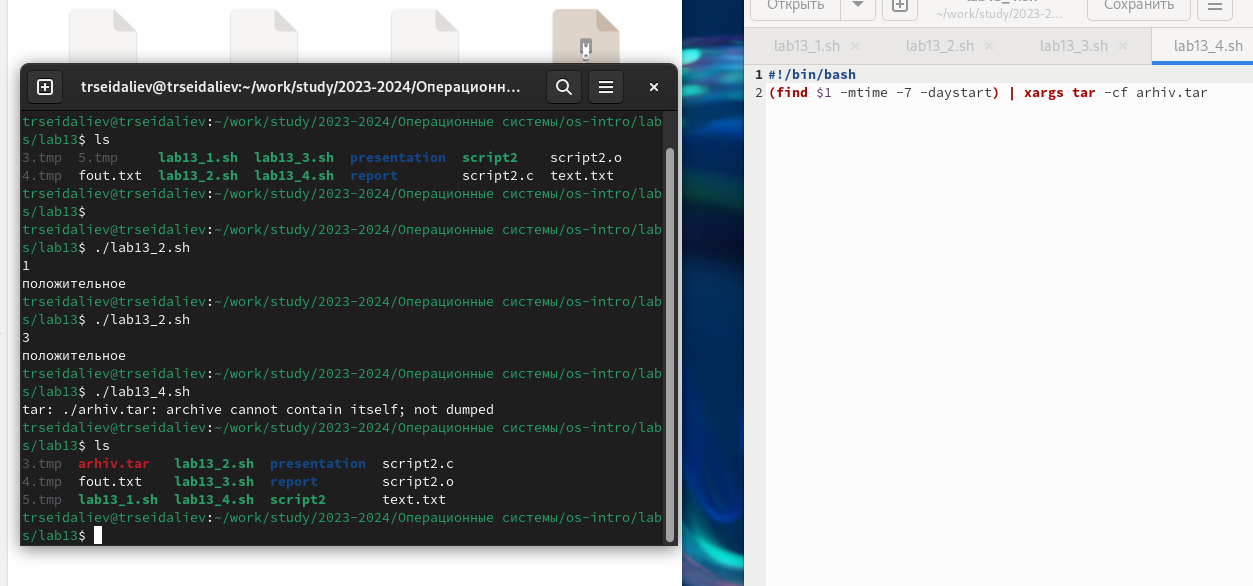 trseidaliev@trseidaliev:~/work/study/2023-2024/Операционн...
trseidaliev@trseidaliev:~/work/study/2023-2024/Операционные системы/os-intro/lab
s/lab13$ ls
3.tmp 5.tmp lab13_1.sh lab13_3.sh presentation script2 script2.o
4.tmp fout.txt lab13_2.sh lab13_4.sh report script2.c text.txt
trseidaliev@trseidaliev:~/work/study/2023-2024/Операционные системы/os-intro/lab
s/lab13$
trseidaliev@trseidaliev:~/work/study/2023-2024/Операционные системы/os-intro/lab
s/lab13$ ./lab13_2.sh
1
положительное
trseidaliev@trseidaliev:~/work/study/2023-2024/Операционные системы/os-intro/lab
s/lab13$ ./lab13_2.sh
3
положительное
trseidaliev@trseidaliev:~/work/study/2023-2024/Операционные системы/os-intro/lab
s/lab13$ ./lab13_4.sh
tar: ./arhiv.tar: archive cannot contain itself; not dumped
trseidaliev@trseidaliev:~/work/study/2023-2024/Операционные системы/os-intro/lab
s/lab13$ ls
3.tmp arhiv.tar lab13_2.sh presentation script2.c
4.tmp fout.txt lab13_3.sh report script2.o
5.tmp lab13_1.sh lab13_4.sh script2 text.txt
trseidaliev@trseidaliev:~/work/study/2023-2024/Операционные системы/os-intro/lab
s/lab13$
Открыть
~/work/study/2023-2...
Сохранить
lab13_1.sh × lab13_2.sh × lab13_3.sh × lab13_4.sh
1 #!/bin/bash
2 (find $1 -mtime -7 -daystart) | xargs tar -cf arhiv.tar